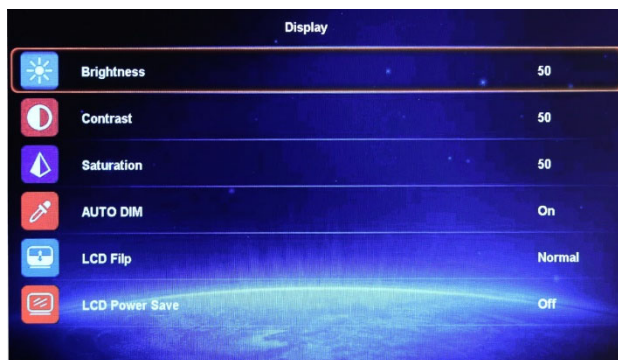 Display
Brightness 50
Contrast 50
Saturation 50
AUTO DIM On
LCD Filp Normal
LCD Power Save Off